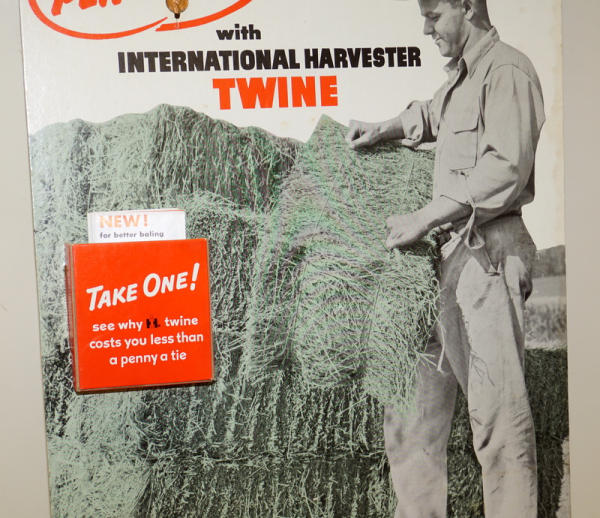 with
INTERNATIONAL HARVESTER
TWINE
NEW!
for better baling
TAKE ONE!
see why IH twine
costs you less than
a penny a tie